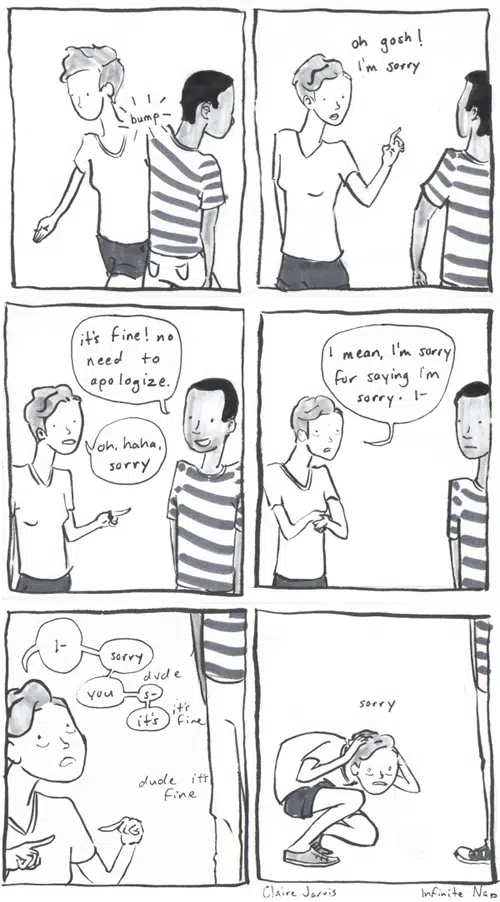 bump
oh gosh!
I'm sorry
it's fine! no
need to
apologize.
oh, haha,
sorry
I mean, I'm sorry
for saying I'm
sorry. I-
I-
sorry
dude
you
s-
it's
it's
fine
dude it's
fine
sorry
Claire Jarvis
Infinite Nap